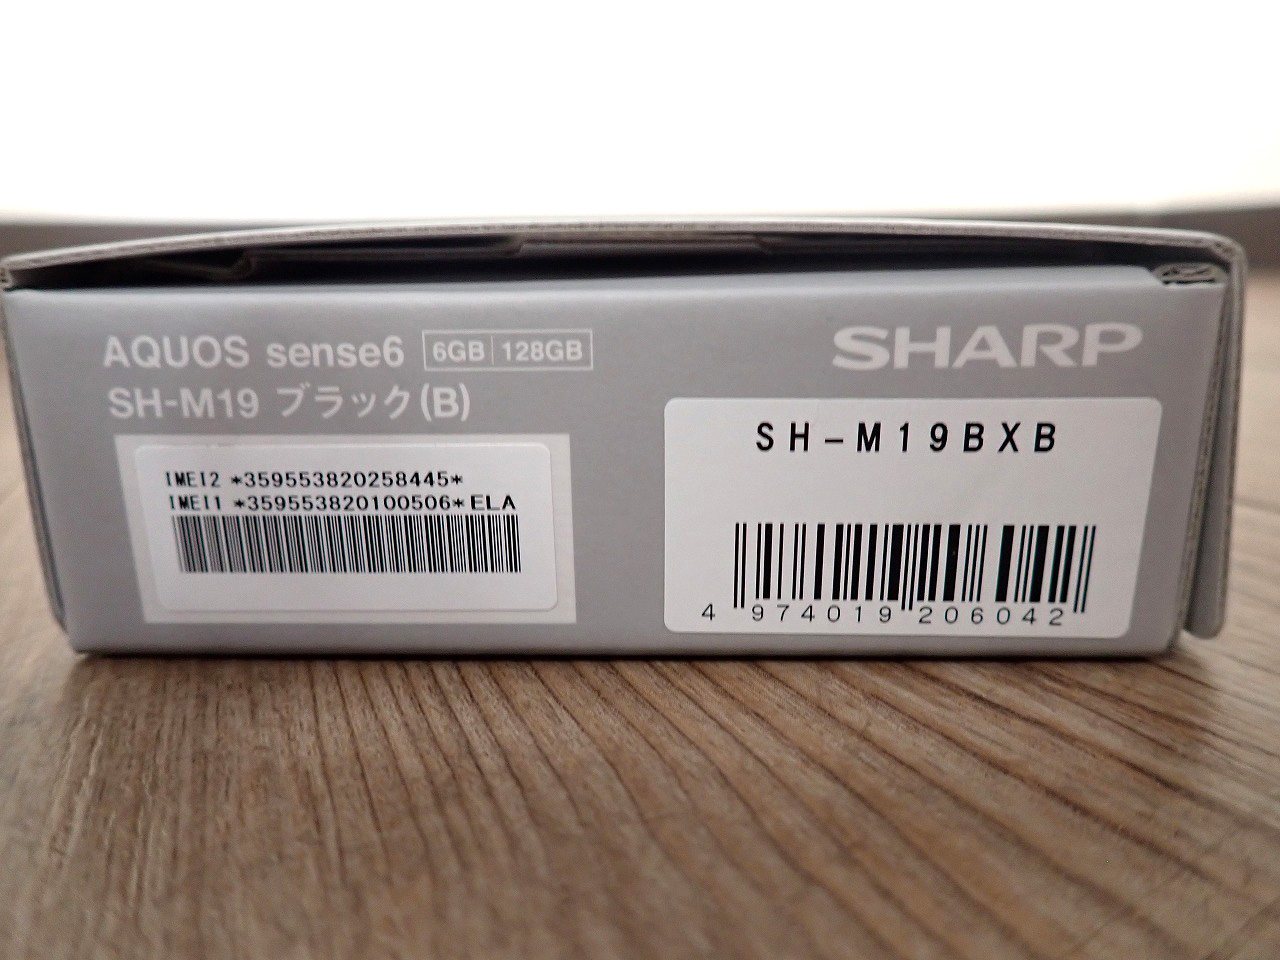 AQUOS sense6 6GB 128GB
SH-M19 ブラック(B)
SHARP
IMEI2 *359553820258445*
IMEI1 *359553820100506*ELA
SH-M19BXB
4 974019 206042